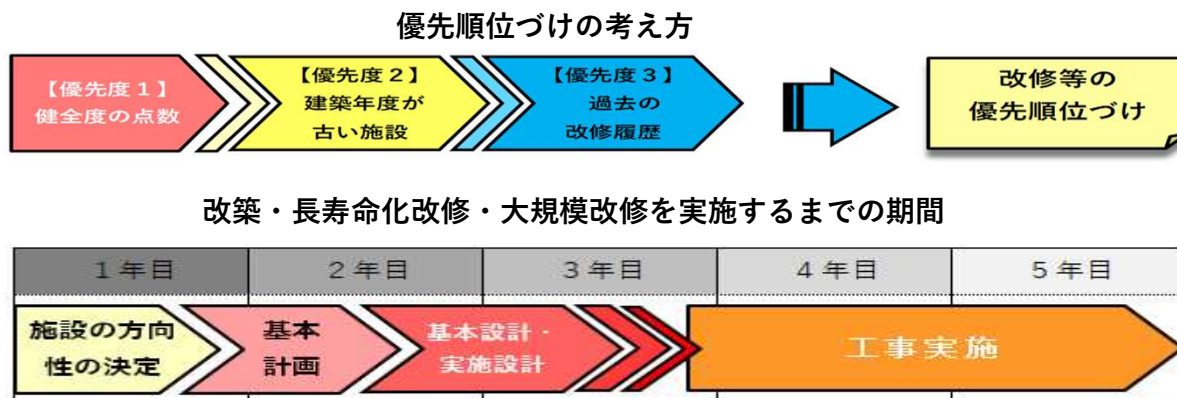 優先順位づけの考え方
【優先度１】
健全度の点数
【優先度２】
建築年度が
古い施設
【優先度３】
過去の
改修履歴
改修等の
優先順位づけ
改築・長寿命化改修・大規模改修を実施するまでの期間
１年目
２年目
３年目
４年目
５年目
施設の方向
性の決定
基本
計画
基本設計・
実施設計
工事実施